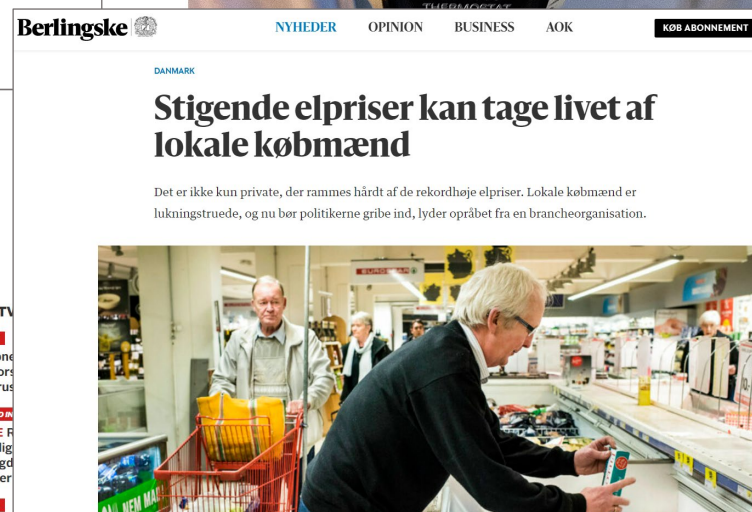 THERMOSTAT
Berlingske
NYHEDER
OPINION
BUSINESS
AOK
KØB ABONNEMENT
DANMARK
Stigende elpriser kan tage livet af
lokale købmænd
Det er ikke kun private, der rammes hårdt af de rekordhøje elpriser. Lokale købmænd er
lukningstruede, og nu bør politikerne gribe ind, lyder opråbet fra en brancheorganisation.
NEM MA